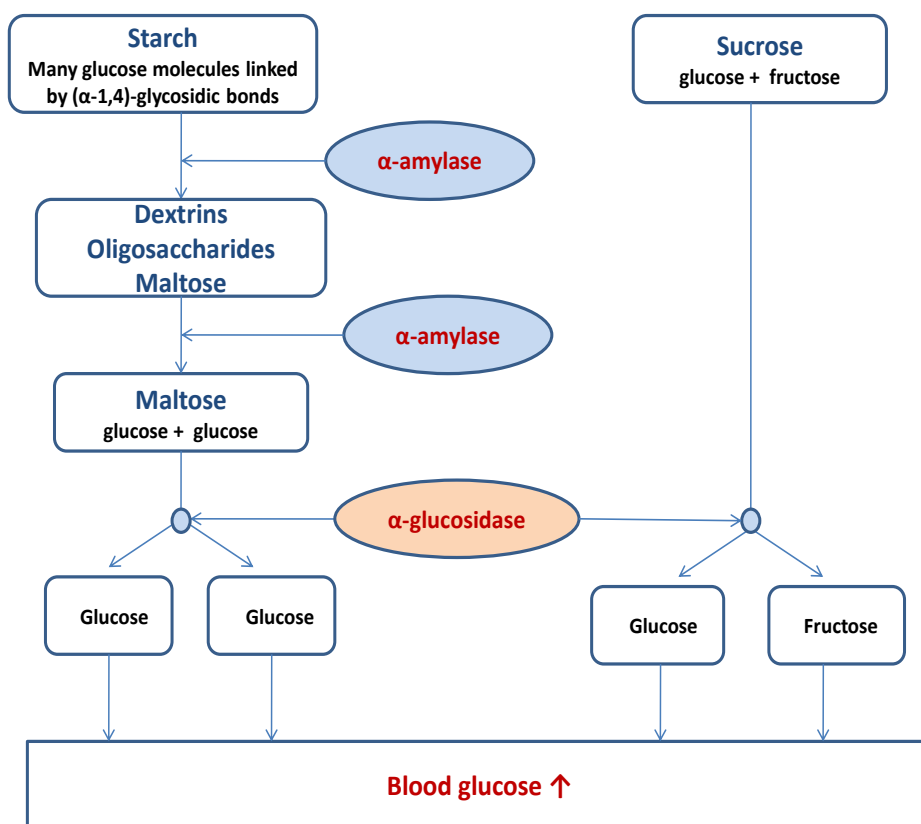 Starch
Many glucose molecules linked
by (α-1,4)-glycosidic bonds
Sucrose
glucose + fructose
α-amylase
Dextrins
Oligosaccharides
Maltose
α-amylase
Maltose
glucose + glucose
α-glucosidase
Glucose
Glucose
Glucose
Fructose
Blood glucose ↑